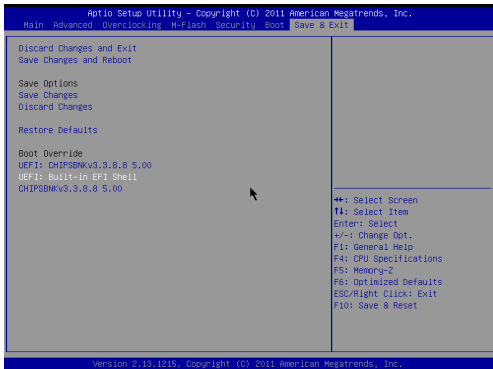 Aptio Setup Utility – Copyright (C) 2011 American Megatrends, Inc.
Main Advanced Overclocking M-Flash Security Boot Save & Exit
Discard Changes and Exit
Save Changes and Reboot
Save Options
Save Changes
Discard Changes
Restore Defaults
Boot Override
UEFI: CHIPSBNKv3.3.8.8 5.00
UEFI: Built-in EFI Shell
CHIPSBNKv3.3.8.8 5.00
→←: Select Screen
↑↓: Select Item
Enter: Select
+/-: Change Opt.
F1: General Help
F4: CPU Specifications
F5: Memory-Z
F6: Optimized Defaults
ESC/Right Click: Exit
F10: Save & Reset
Version 2.13.1215. Copyright (C) 2011 American Megatrends, Inc.